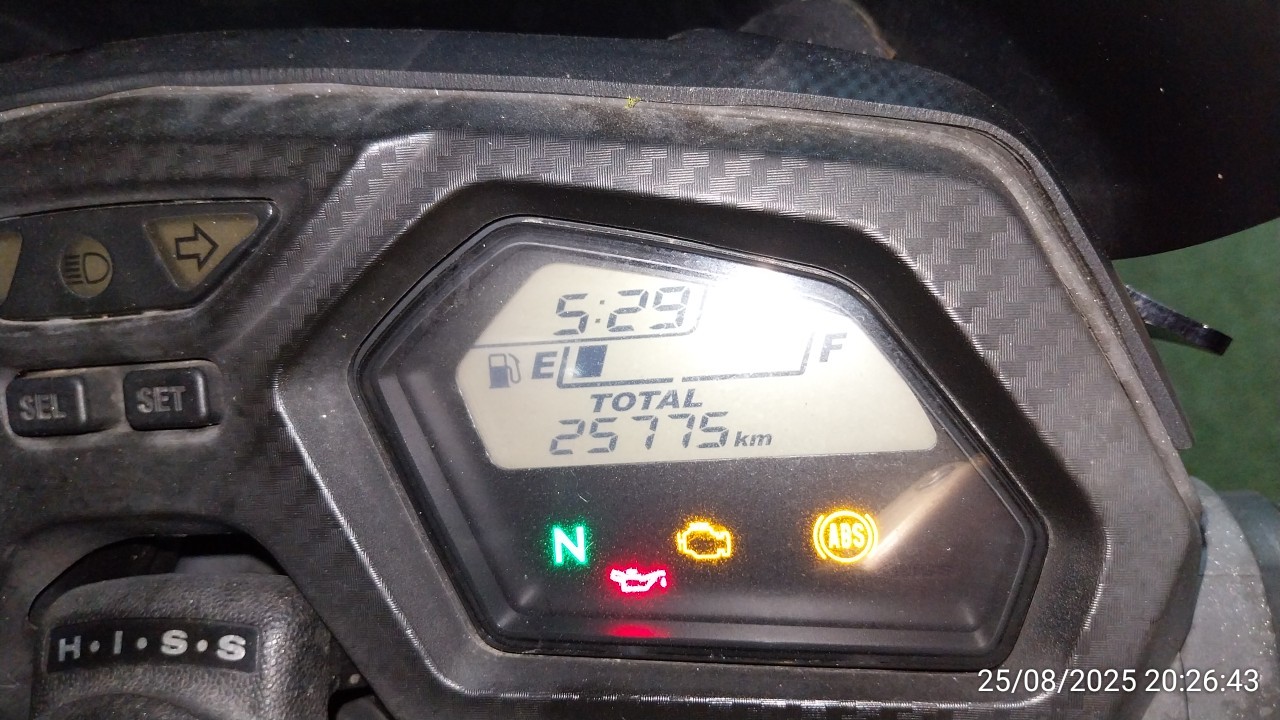 5:29
E F
TOTAL
25775 km
SEL SET
N
ABS
H·I·S·S
25/08/2025 20:26:43